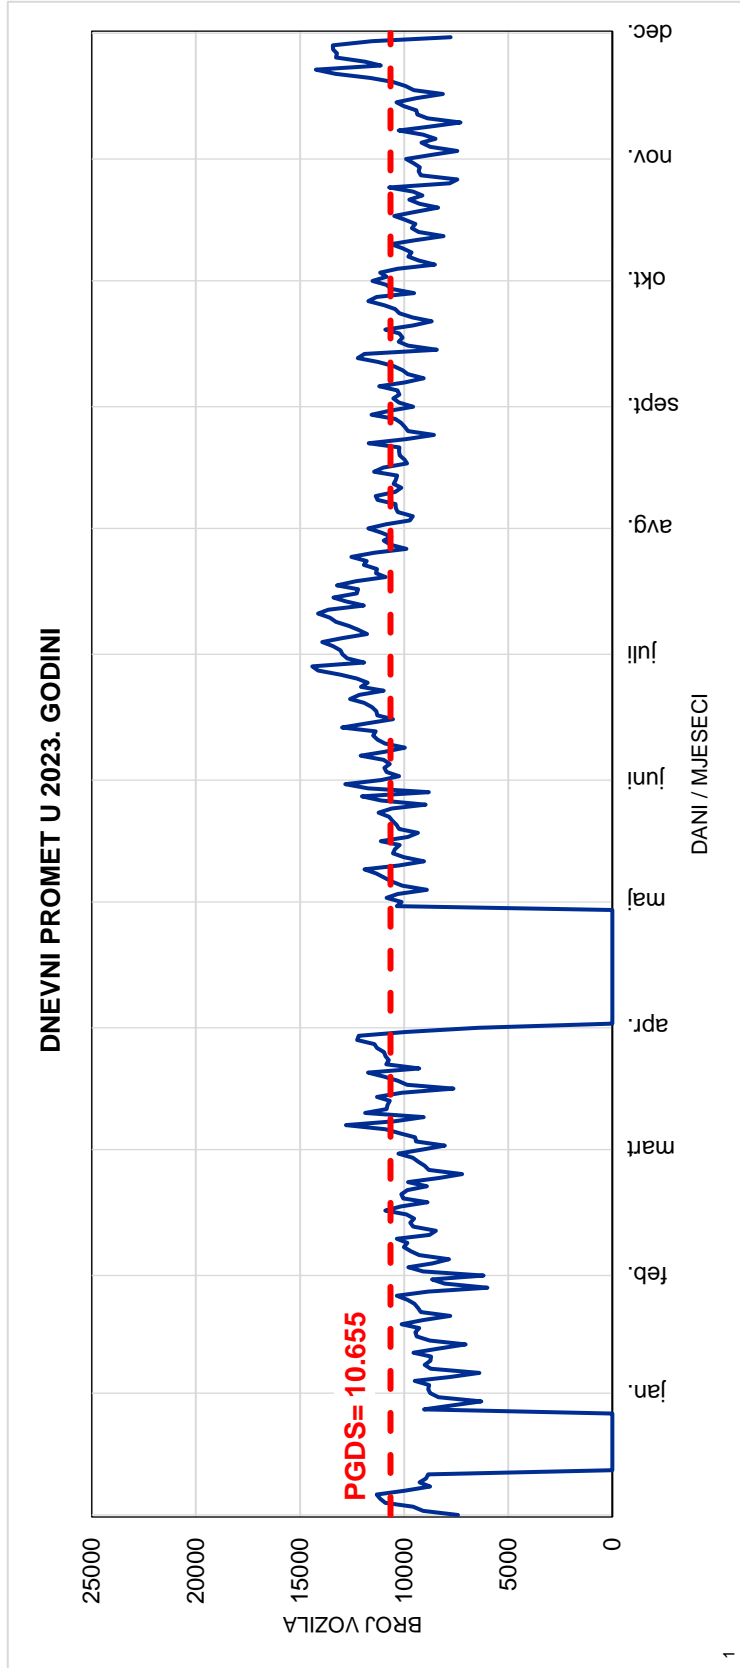 DNEVNI PROMET U 2023. GODINI
BROJ VOZILA
25000
20000
15000
10000
5000
0
PGDS= 10.655
jan.
feb.
mart
apr.
maj
juni
juli
avg.
sept.
okt.
nov.
dec.
DANI / MJESECI
1